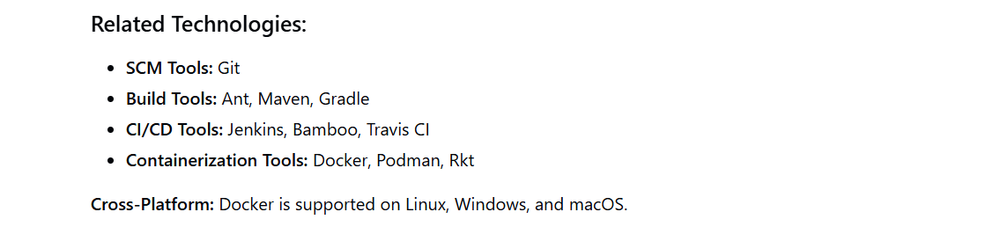 Related Technologies:
• SCM Tools: Git
• Build Tools: Ant, Maven, Gradle
• CI/CD Tools: Jenkins, Bamboo, Travis CI
• Containerization Tools: Docker, Podman, Rkt
Cross-Platform: Docker is supported on Linux, Windows, and macOS.